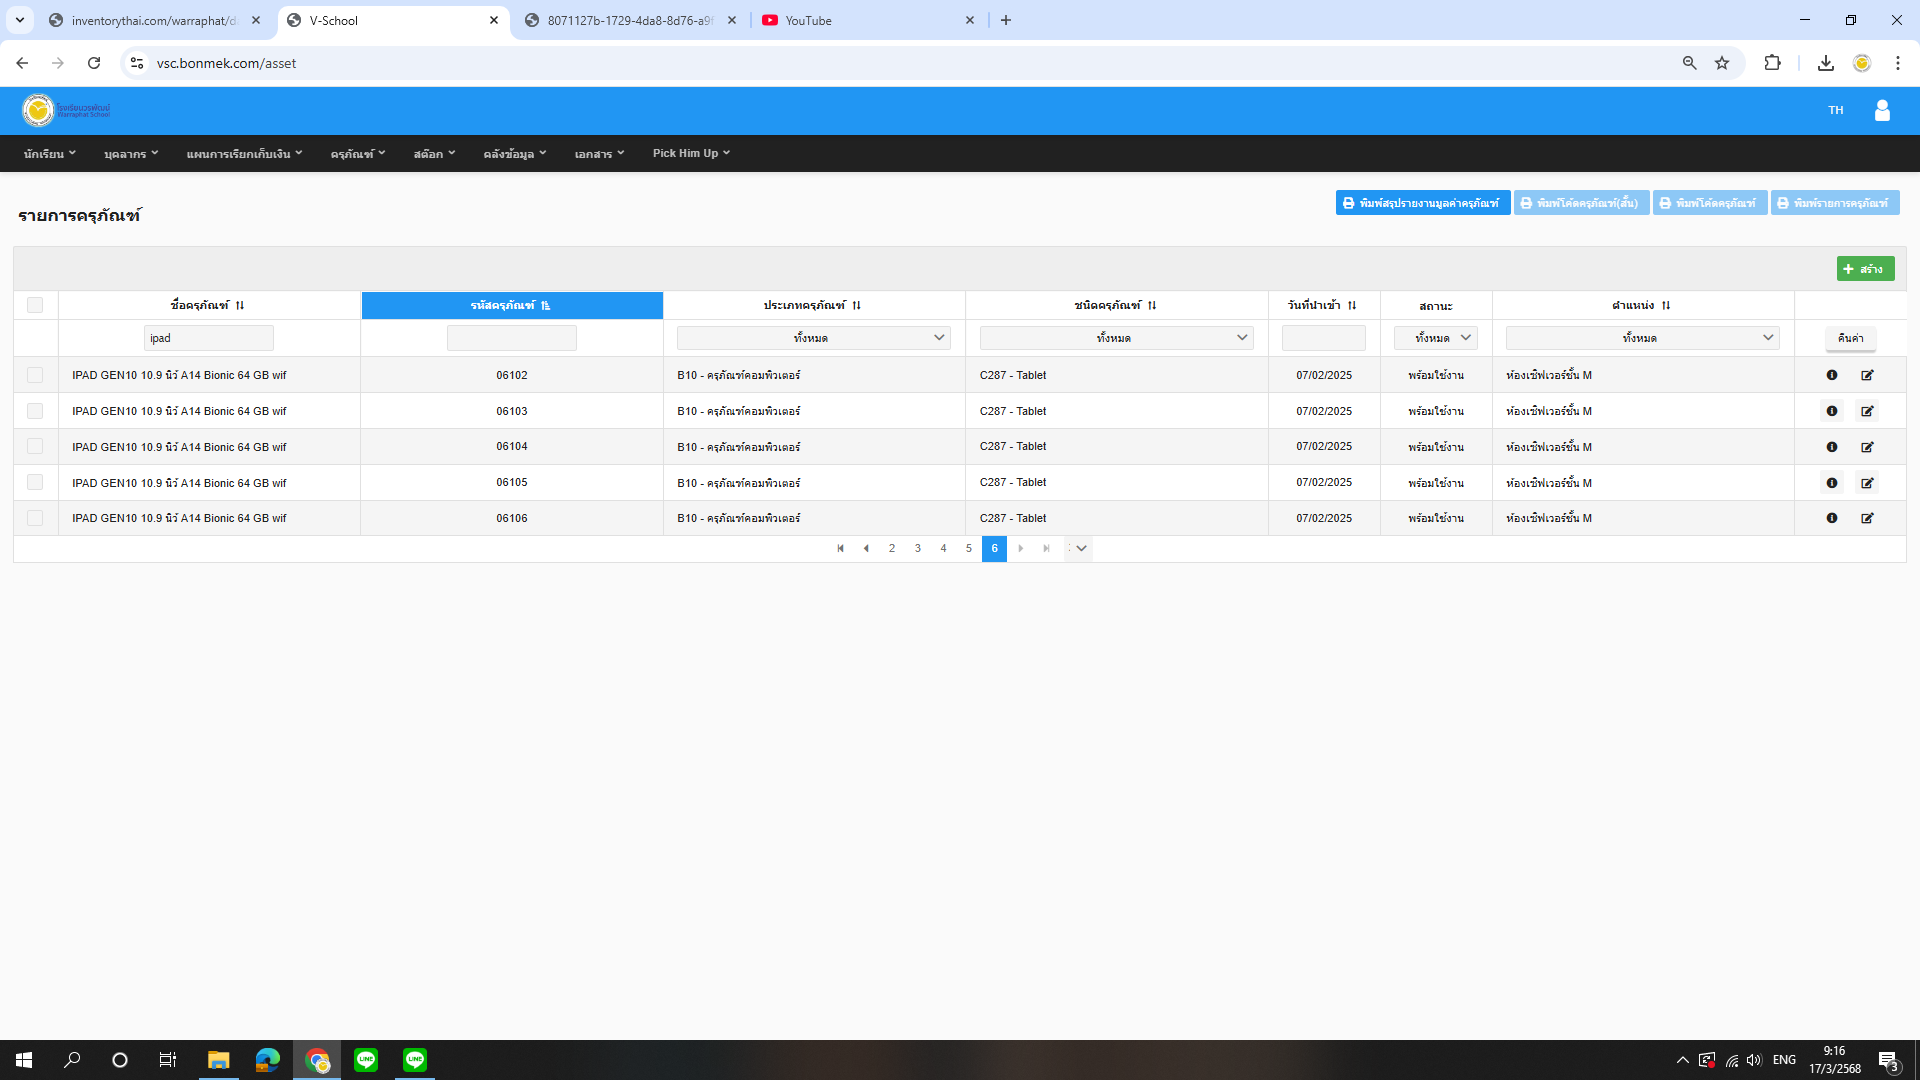 inventorythai.com/warraphat/d
V-School
8071127b-1729-4da8-8d76-a9f
YouTube
vsc.bonmek.com/asset
โรงเรียนวรพัฒน์
Warraphat School
TH
นักเรียน
บุคลากร
แผนการเรียกเก็บเงิน
ครุภัณฑ์
สต๊อก
คลังข้อมูล
เอกสาร
Pick Him Up
รายการครุภัณฑ์
พิมพ์สรุปรายงานมูลค่าครุภัณฑ์
พิมพ์โค้ดครุภัณฑ์(สั้น)
พิมพ์โค้ดครุภัณฑ์
พิมพ์รายการครุภัณฑ์
สร้าง
ชื่อครุภัณฑ์ รหัสครุภัณฑ์ ประเภทครุภัณฑ์ ชนิดครุภัณฑ์ วันที่นำเข้า สถานะ ตำแหน่ง
ipad ทั้งหมด ทั้งหมด ทั้งหมด ทั้งหมด คืนค่า
IPAD GEN10 10.9 นิ้ว A14 Bionic 64 GB wif 06102 B10 - ครุภัณฑ์คอมพิวเตอร์ C287 - Tablet 07/02/2025 พร้อมใช้งาน ห้องเซิฟเวอร์ชั้น M
IPAD GEN10 10.9 นิ้ว A14 Bionic 64 GB wif 06103 B10 - ครุภัณฑ์คอมพิวเตอร์ C287 - Tablet 07/02/2025 พร้อมใช้งาน ห้องเซิฟเวอร์ชั้น M
IPAD GEN10 10.9 นิ้ว A14 Bionic 64 GB wif 06104 B10 - ครุภัณฑ์คอมพิวเตอร์ C287 - Tablet 07/02/2025 พร้อมใช้งาน ห้องเซิฟเวอร์ชั้น M
IPAD GEN10 10.9 นิ้ว A14 Bionic 64 GB wif 06105 B10 - ครุภัณฑ์คอมพิวเตอร์ C287 - Tablet 07/02/2025 พร้อมใช้งาน ห้องเซิฟเวอร์ชั้น M
IPAD GEN10 10.9 นิ้ว A14 Bionic 64 GB wif 06106 B10 - ครุภัณฑ์คอมพิวเตอร์ C287 - Tablet 07/02/2025 พร้อมใช้งาน ห้องเซิฟเวอร์ชั้น M
2 3 4 5 6
LINE
LINE
ENG
9:16
17/3/2568
3